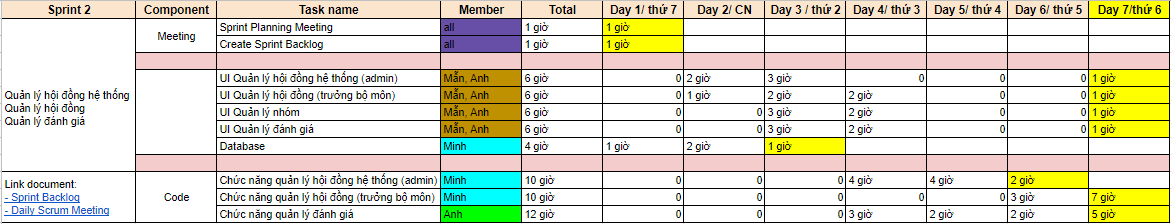 Sprint 2 Component Task name Member Total Day 1/ thứ 7 Day 2/ CN Day 3 / thứ 2 Day 4/ thứ 3 Day 5/ thứ 4 Day 6/ thứ 5 Day 7/thứ 6
Quản lý hội đồng hệ thống
Quản lý hội đồng
Quản lý đánh giá
Meeting
Sprint Planning Meeting all 1 giờ 1 giờ
Create Sprint Backlog all 1 giờ 1 giờ
UI Quản lý hội đồng hệ thống (admin) Mẫn, Anh 6 giờ 0 2 giờ 3 giờ 0 0 0 1 giờ
UI Quản lý hội đồng (trưởng bộ môn) Mẫn, Anh 6 giờ 0 1 giờ 2 giờ 2 giờ 0 0 1 giờ
UI Quản lý nhóm Mẫn, Anh 6 giờ 0 0 3 giờ 2 giờ 0 0 1 giờ
UI Quản lý đánh giá Mẫn, Anh 6 giờ 0 0 3 giờ 2 giờ 0 0 1 giờ
Database Minh 4 giờ 1 giờ 2 giờ 1 giờ
Link document:
- Sprint Backlog
- Daily Scrum Meeting
Code
Chức năng quản lý hội đồng hệ thống (admin) Minh 10 giờ 0 0 0 4 giờ 4 giờ 2 giờ
Chức năng quản lý hội đồng (trưởng bộ môn) Minh 10 giờ 0 0 0 0 0 3 giờ 7 giờ
Chức năng quản lý đánh giá Anh 12 giờ 0 0 0 3 giờ 2 giờ 2 giờ 5 giờ